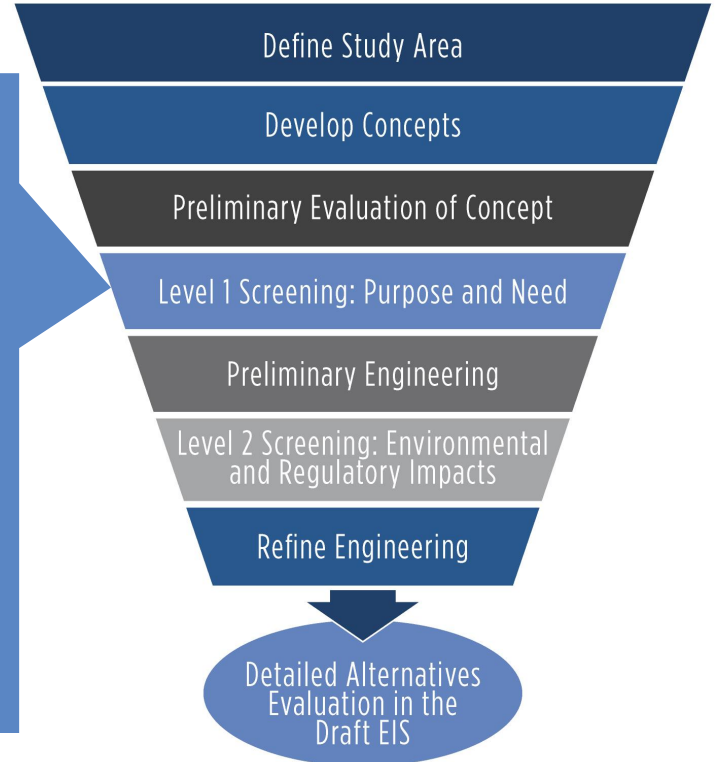 Define Study Area
Develop Concepts
Preliminary Evaluation of Concept
Level 1 Screening: Purpose and Need
Preliminary Engineering
Level 2 Screening: Environmental
and Regulatory Impacts
Refine Engineering
Detailed Alternatives
Evaluation in the
Draft EIS